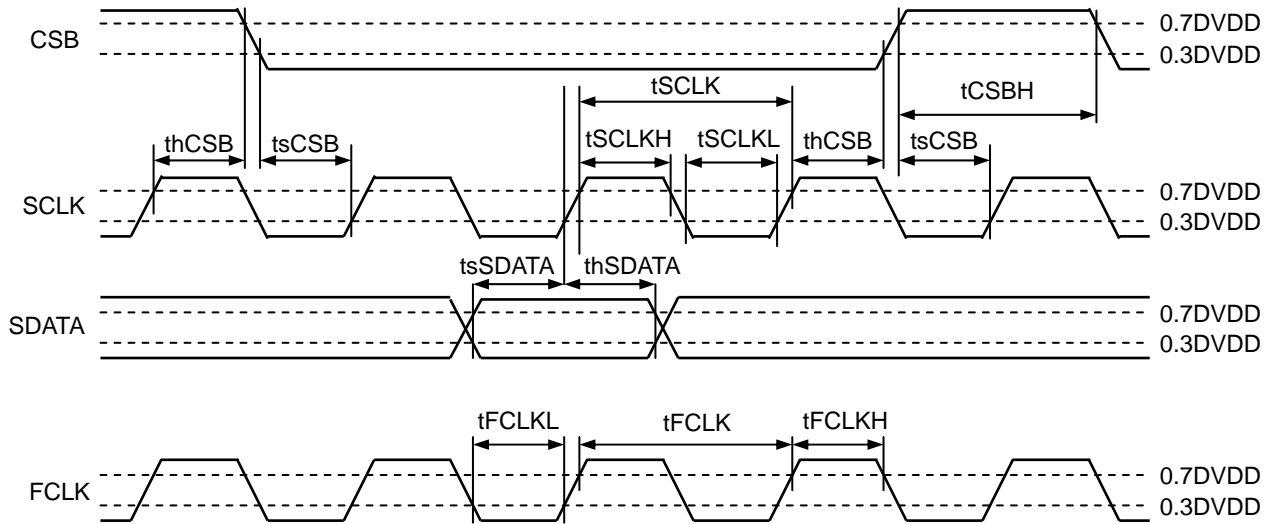 CSB
0.7DVDD
0.3DVDD
tSCLK
tCSBH
thCSB
tsCSB
tSCLKH
tSCLKL
thCSB
tsCSB
SCLK
0.7DVDD
0.3DVDD
tsSDATA
thSDATA
SDATA
0.7DVDD
0.3DVDD
tFCLKL
tFCLK
tFCLKH
FCLK
0.7DVDD
0.3DVDD